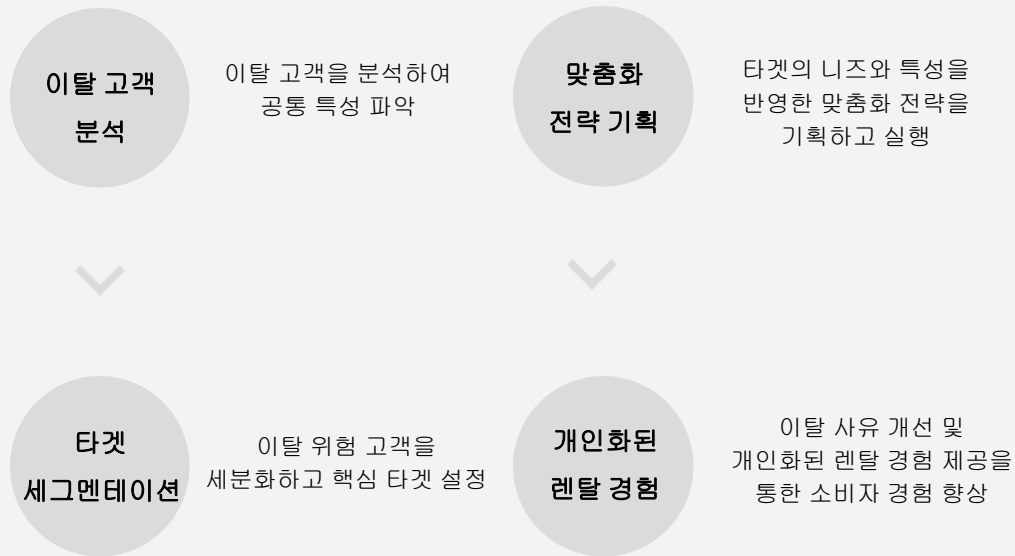 이탈 고객
분석
이탈 고객을 분석하여
공통 특성 파악
타겟
세그멘테이션
이탈 위험 고객을
세분화하고 핵심 타겟 설정
맞춤화
전략 기획
타겟의 니즈와 특성을
반영한 맞춤화 전략을
기획하고 실행
개인화된
렌탈 경험
이탈 사유 개선 및
개인화된 렌탈 경험 제공을
통한 소비자 경험 향상